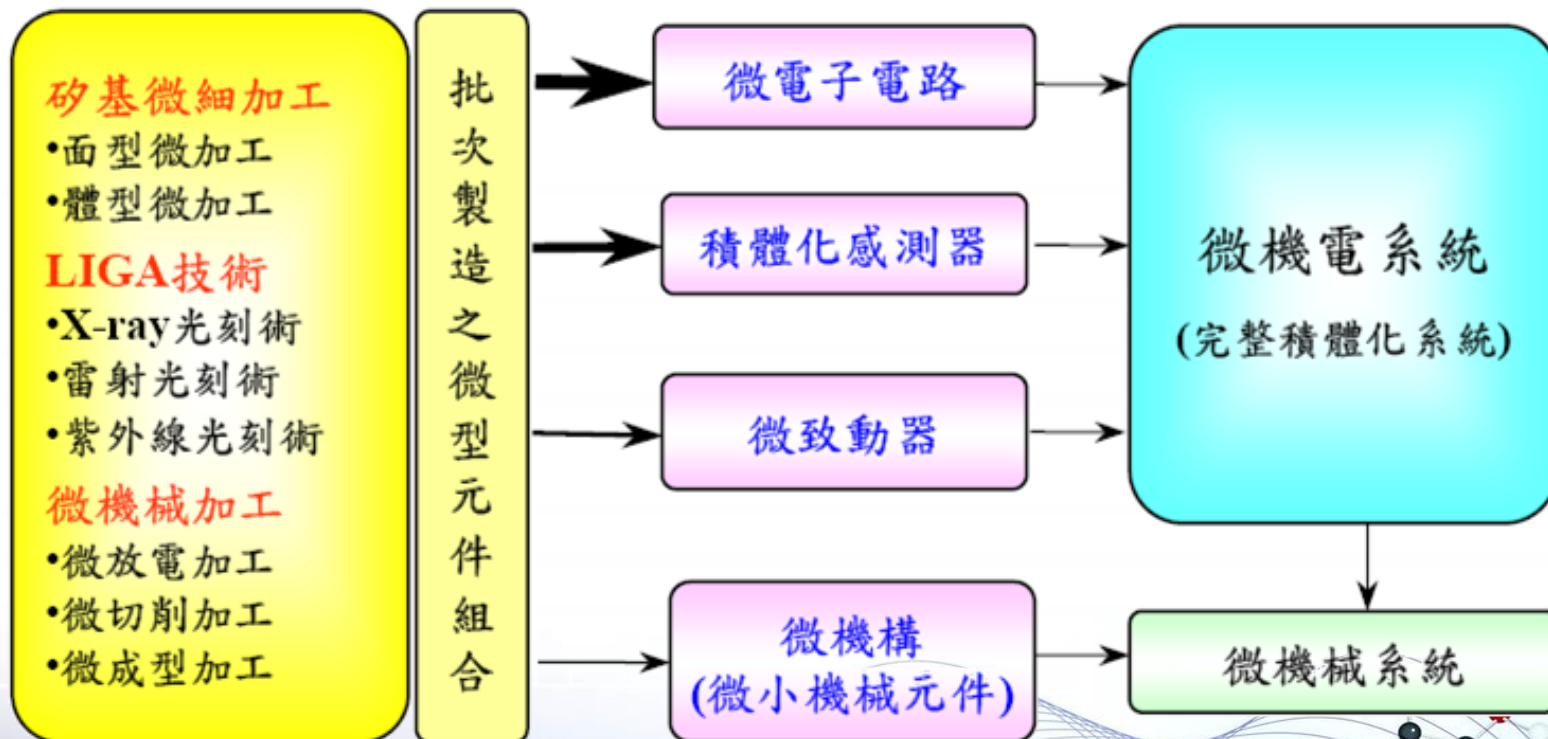 矽基微細加工
•面型微加工
•體型微加工
LIGA技術
•X-ray光刻術
•雷射光刻術
•紫外線光刻術
微機械加工
•微放電加工
•微切削加工
•微成型加工
批次製造之微型元件組合
微電子電路
積體化感測器
微致動器
微機構
(微小機械元件)
微機電系統
(完整積體化系統)
微機械系統